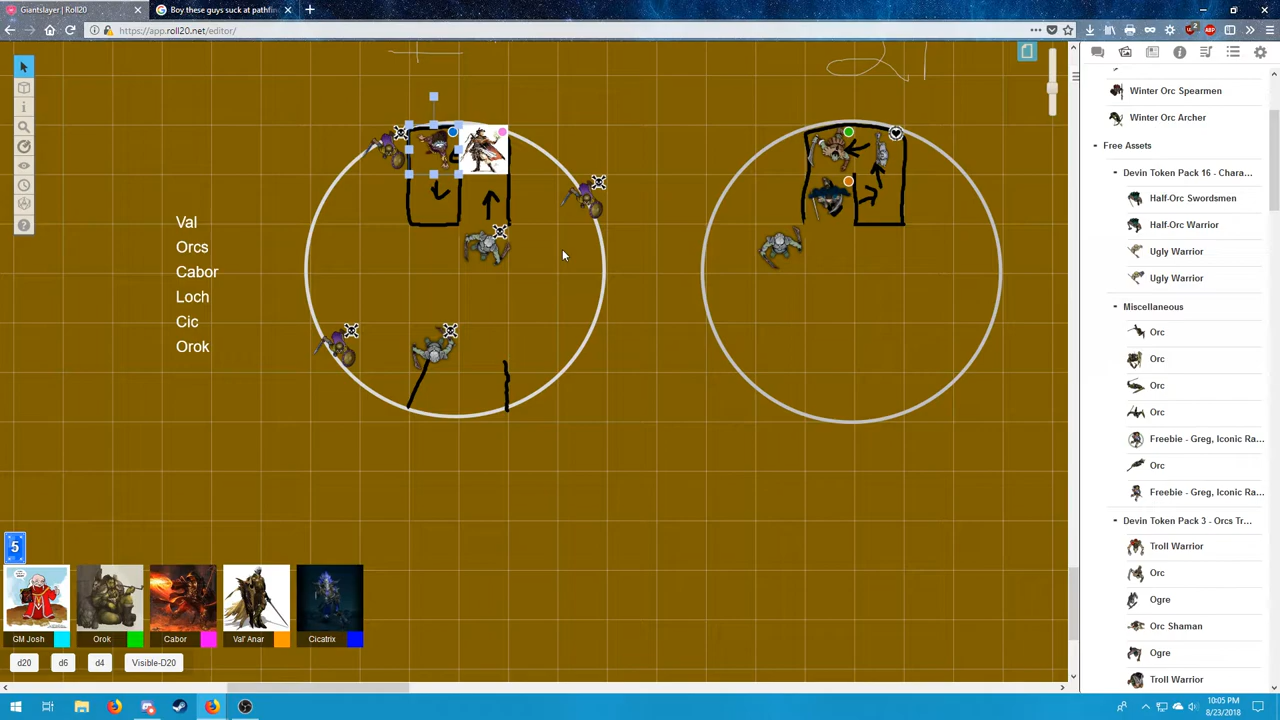 Giantslayer | Roll20
Boy these guys suck at pathfin
https://app.roll20.net/editor/
Winter Orc Spearmen
Winter Orc Archer
Free Assets
Devin Token Pack 16 - Chara...
Half-Orc Swordsmen
Half-Orc Warrior
Ugly Warrior
Ugly Warrior
Miscellaneous
Orc
Orc
Orc
Orc
Freebie - Greg, Iconic Ra...
Orc
Freebie - Greg, Iconic Ra...
Devin Token Pack 3 - Orcs Tr...
Troll Warrior
Orc
Ogre
Orc Shaman
Ogre
Troll Warrior
Val
Orcs
Cabor
Loch
Cic
Orok
5
GM Josh
Orok
Cabor
Val' Anar
Cicatrix
d20
d6
d4
Visible-D20
10:05 PM
8/23/2018